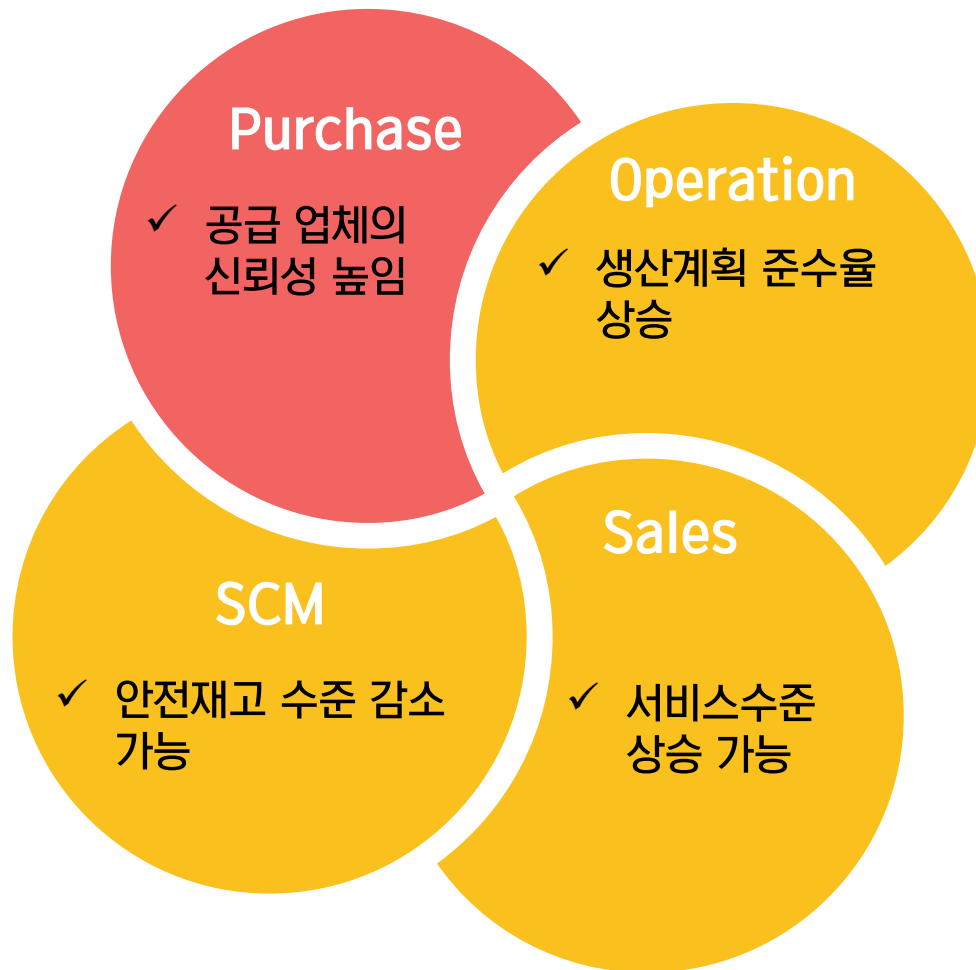 Purchase
✓ 공급 업체의
신뢰성 높임
Operation
✓ 생산계획 준수율
상승
SCM
✓ 안전재고 수준 감소
가능
Sales
✓ 서비스수준
상승 가능